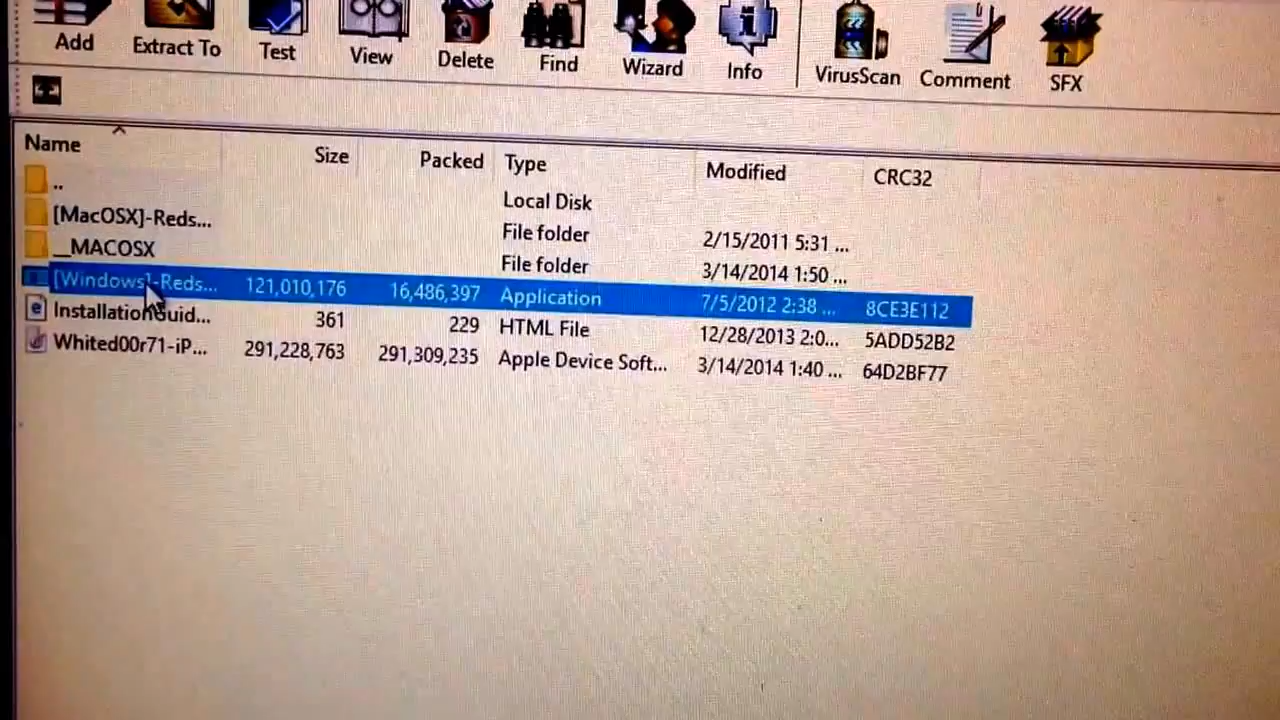 Add Extract To Test View Delete Find Wizard Info VirusScan Comment SFX
Name Size Packed Type Modified CRC32
.. Local Disk
[MacOSX]-Reds... File folder 2/15/2011 5:31 ...
__MACOSX File folder 3/14/2014 1:50 ...
[Windows]-Reds... 121,010,176 16,486,397 Application 7/5/2012 2:38 ... 8CE3E112
InstallationGuid... 361 229 HTML File 12/28/2013 2:0... 5ADD52B2
Whited00r71-iP... 291,228,763 291,309,235 Apple Device Soft... 3/14/2014 1:40 ... 64D2BF77